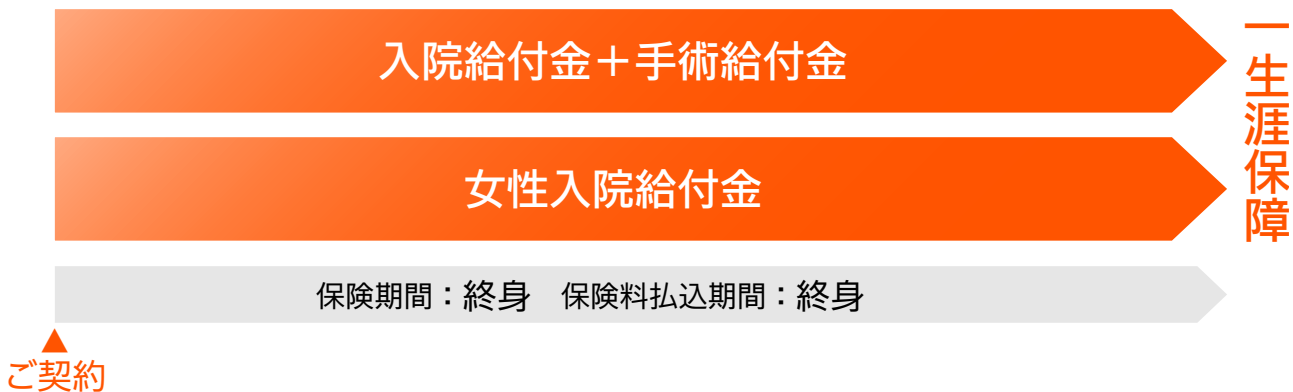 入院給付金＋手術給付金
女性入院給付金
一生涯保障
保険期間：終身　保険料払込期間：終身
ご契約